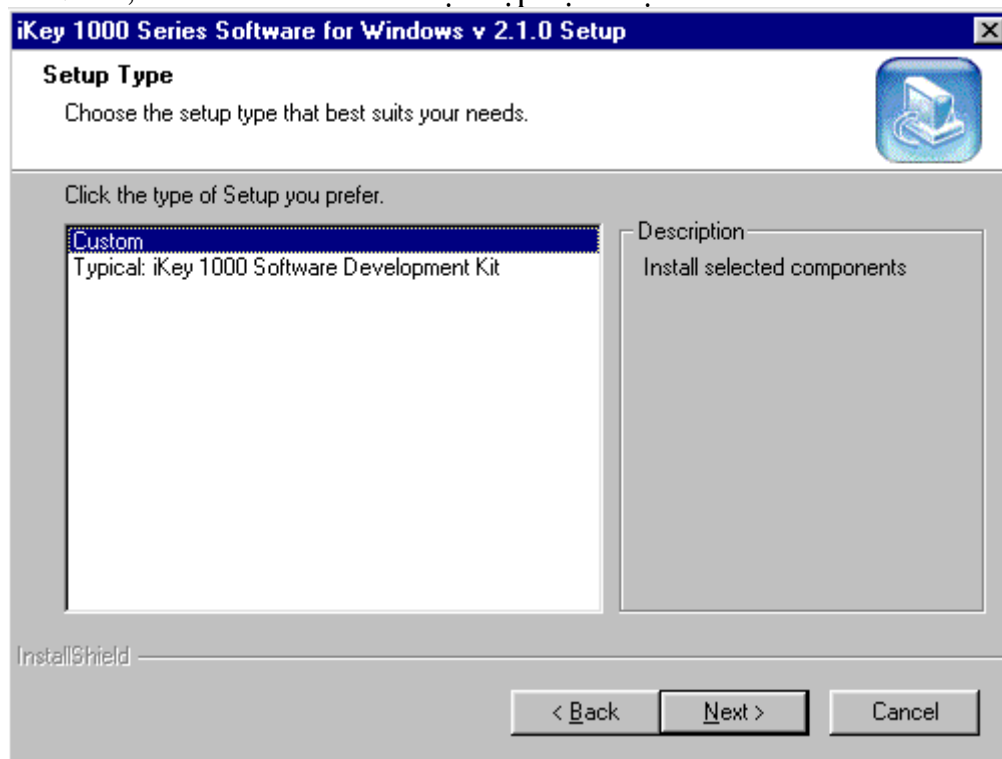 iKey 1000 Series Software for Windows v 2.1.0 Setup
Setup Type
Choose the setup type that best suits your needs.
Click the type of Setup you prefer.
Custom
Typical: iKey 1000 Software Development Kit
Description
Install selected components
InstallShield
< Back
Next >
Cancel